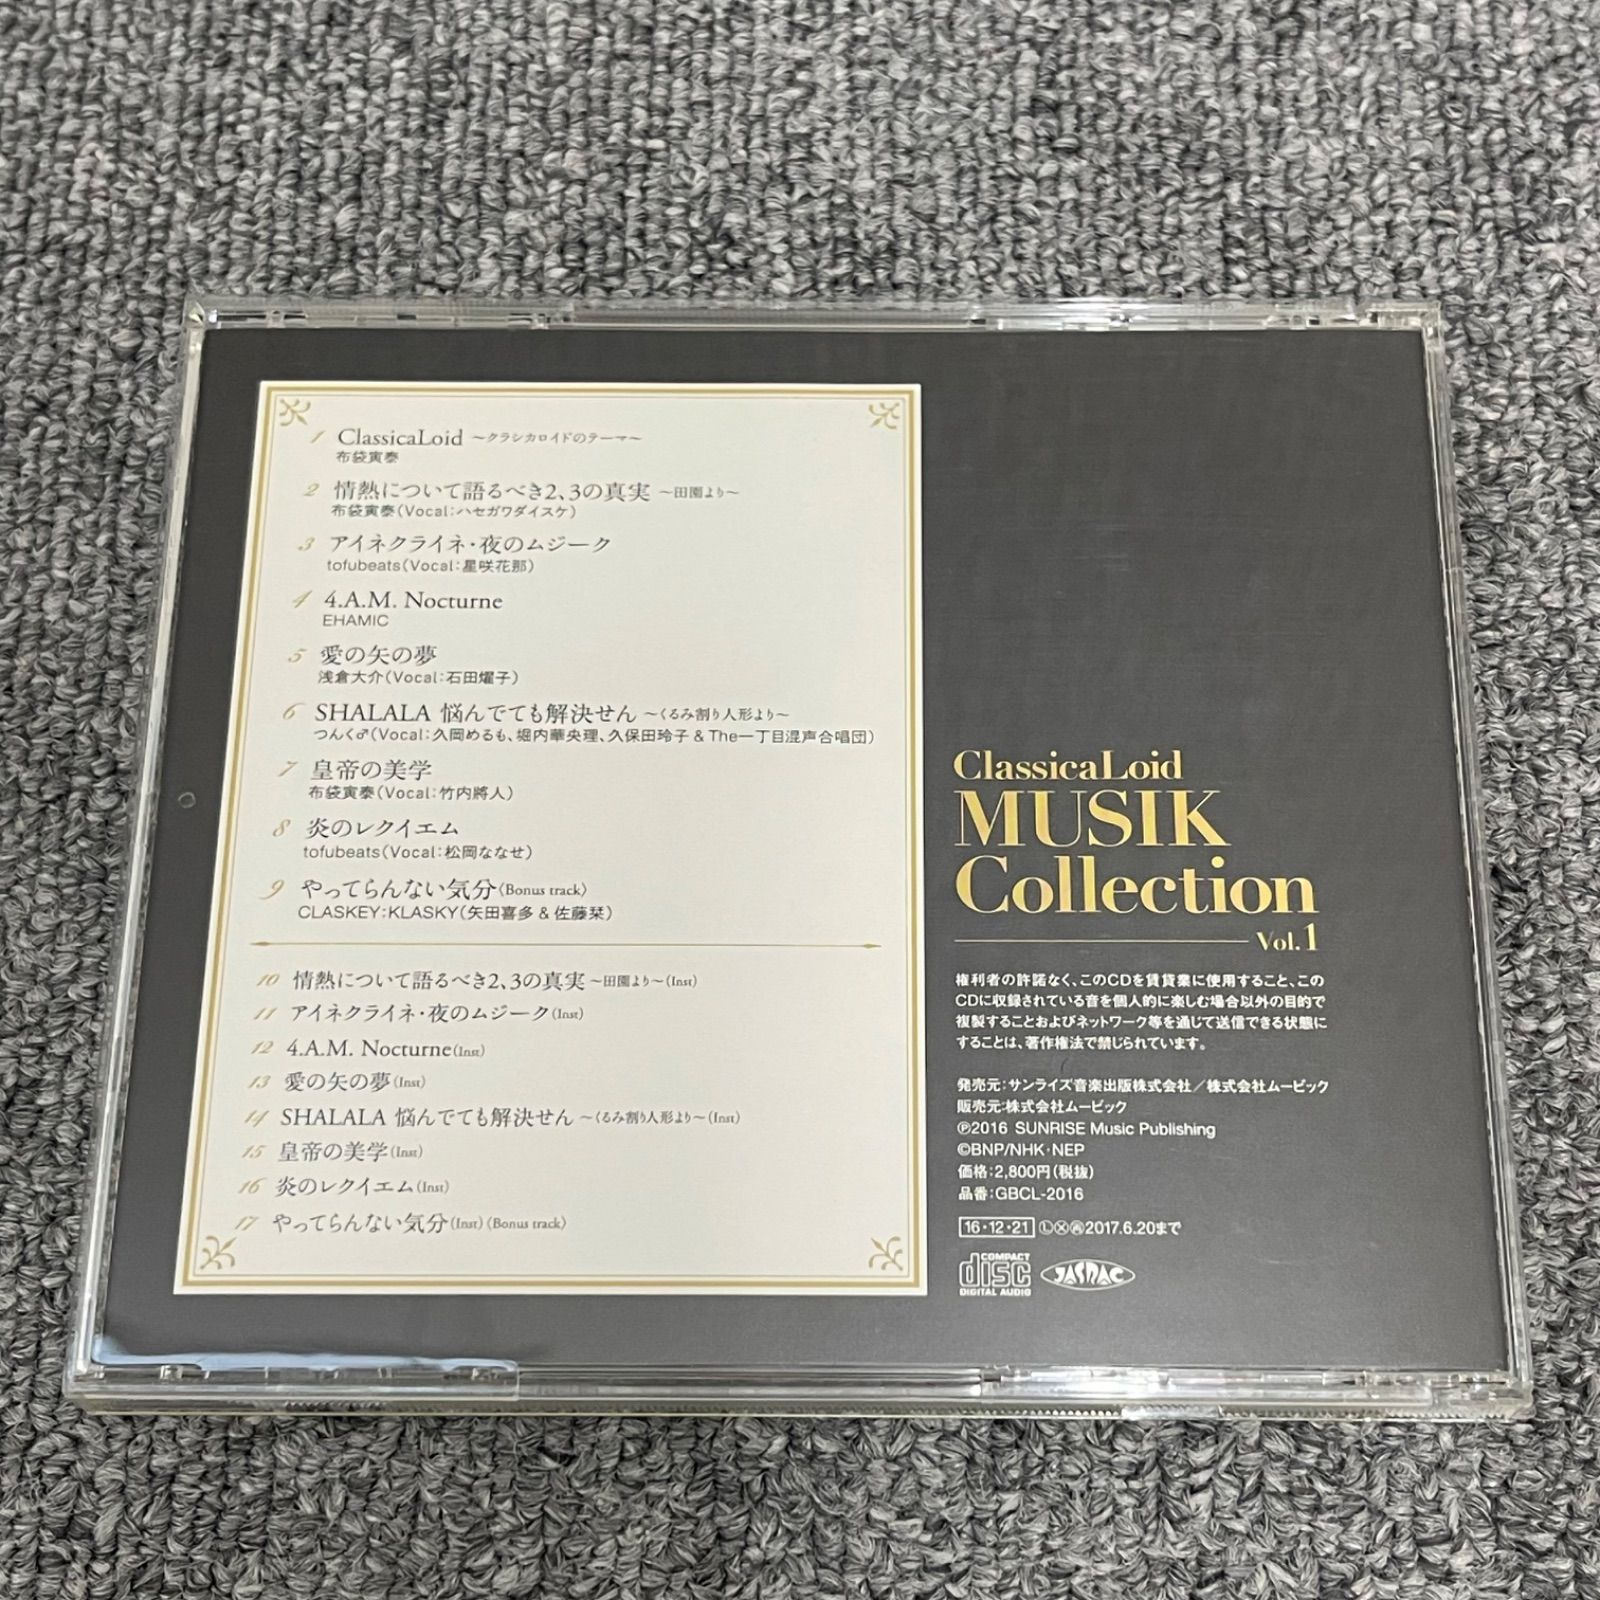 1 ClassicaLoid ～クラシカロイドのテーマ～
布袋寅泰
2 情熱について語るべき2、3の真実 ～田園より～
布袋寅泰（Vocal：ハセガワダイスケ）
3 アイネクライネ・夜のムジーク
tofubeats（Vocal：星咲花那）
4 4.A.M. Nocturne
EHAMIC
5 愛の矢の夢
浅倉大介（Vocal：石田燿子）
6 SHALALA 悩んでても解決せん ～くるみ割り人形より～
つんく♂（Vocal：久岡めるも、堀内華央理、久保田玲子 & The一丁目混声合唱団）
7 皇帝の美学
布袋寅泰（Vocal：竹内將人）
8 炎のレクイエム
tofubeats（Vocal：松岡ななせ）
9 やってらんない気分〈Bonus track〉
CLASKEY：KLASKY（矢田喜多 & 佐藤栞）
10 情熱について語るべき2、3の真実 ～田園より～(Inst)
11 アイネクライネ・夜のムジーク(Inst)
12 4.A.M. Nocturne(Inst)
13 愛の矢の夢(Inst)
14 SHALALA 悩んでても解決せん ～くるみ割り人形より～(Inst)
15 皇帝の美学(Inst)
16 炎のレクイエム(Inst)
17 やってらんない気分(Inst)〈Bonus track〉
ClassicaLoid
MUSIK
Collection
Vol.1
権利者の許諾なく、このCDを賃貸業に使用すること、この
CDに収録されている音を個人的に楽しむ場合以外の目的で
複製することおよびネットワーク等を通じて送信できる状態に
することは、著作権法で禁じられています。
発売元：サンライズ音楽出版株式会社／株式会社ムービック
販売元：株式会社ムービック
℗2016 SUNRISE Music Publishing
©BNP/NHK・NEP
価格：2,800円（税抜）
品番：GBCL-2016
16・12・21 Ⓛ Ⓧ 再 2017.6.20まで
COMPACT
disc
DIGITAL AUDIO
JASRAC